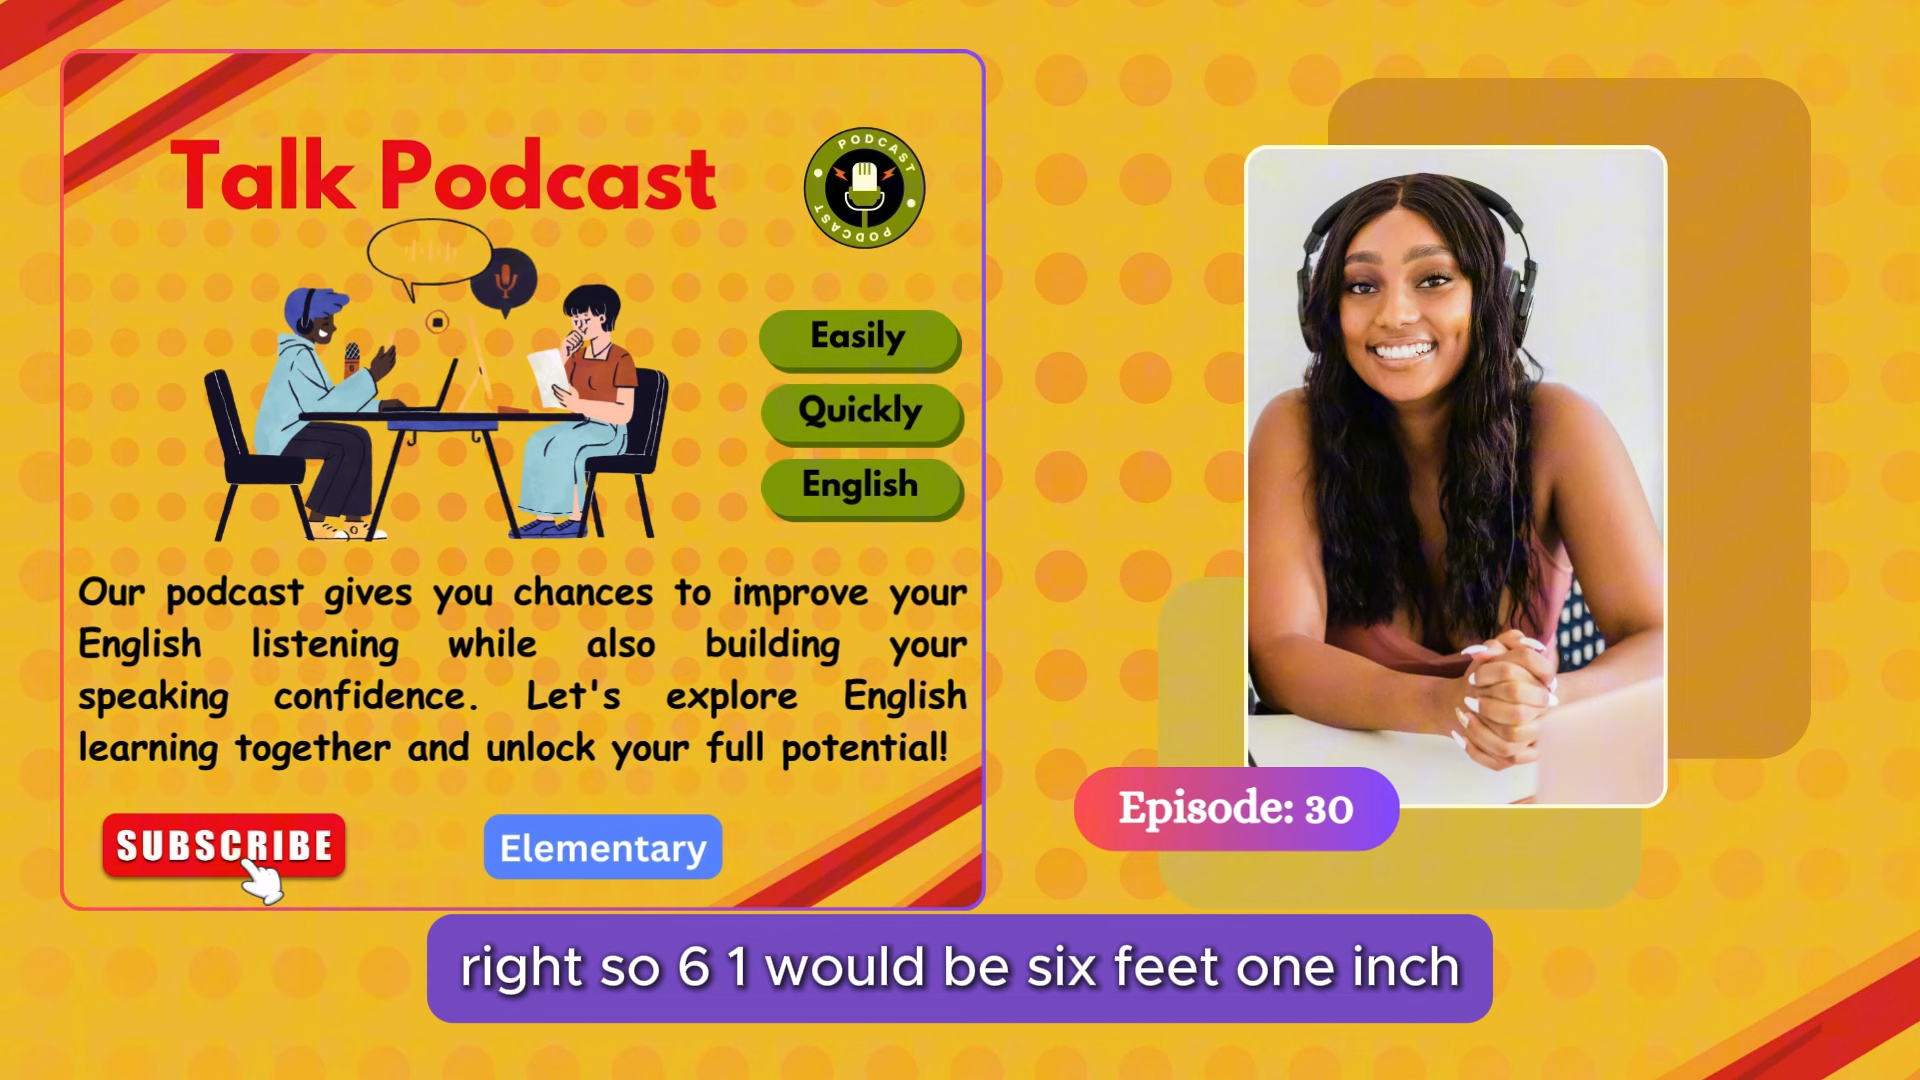 Talk Podcast
PODCAST
PODCAST
Easily
Quickly
English
Our podcast gives you chances to improve your
English listening while also building your
speaking confidence. Let's explore English
learning together and unlock your full potential!
SUBSCRIBE
Elementary
Episode: 30
right so 6 1 would be six feet one inch